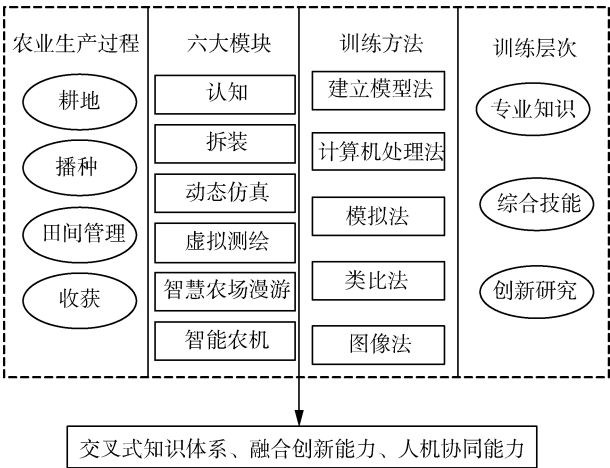 农业生产过程
耕地
播种
田间管理
收获
六大模块
认知
拆装
动态仿真
虚拟测绘
智慧农场漫游
智能农机
训练方法
建立模型法
计算机处理法
模拟法
类比法
图像法
训练层次
专业知识
综合技能
创新研究
交叉式知识体系、融合创新能力、人机协同能力